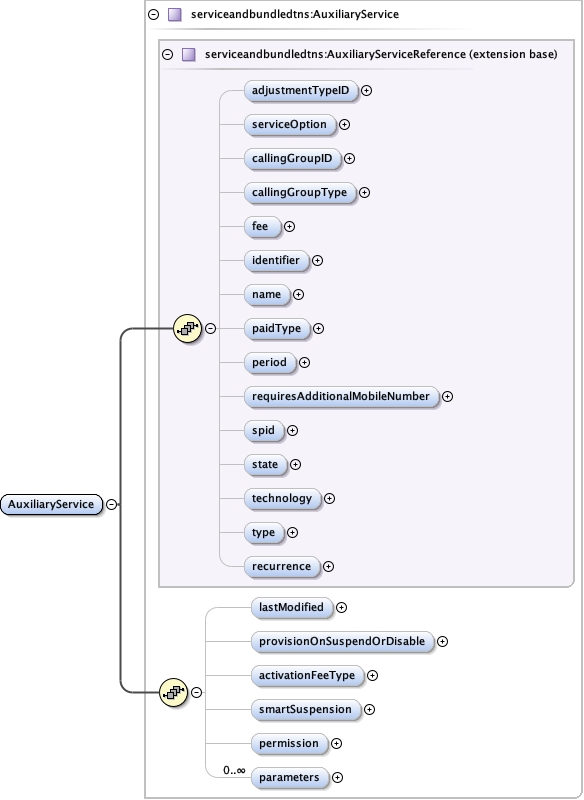 serviceandbundledtns:AuxiliaryService
serviceandbundledtns:AuxiliaryServiceReference (extension base)
adjustmentTypeID
serviceOption
callingGroupID
callingGroupType
fee
identifier
name
paidType
period
requiresAdditionalMobileNumber
spid
state
technology
AuxiliaryService
type
recurrence
lastModified
provisionOnSuspendOrDisable
activationFeeType
smartSuspension
permission
0..∞
parameters